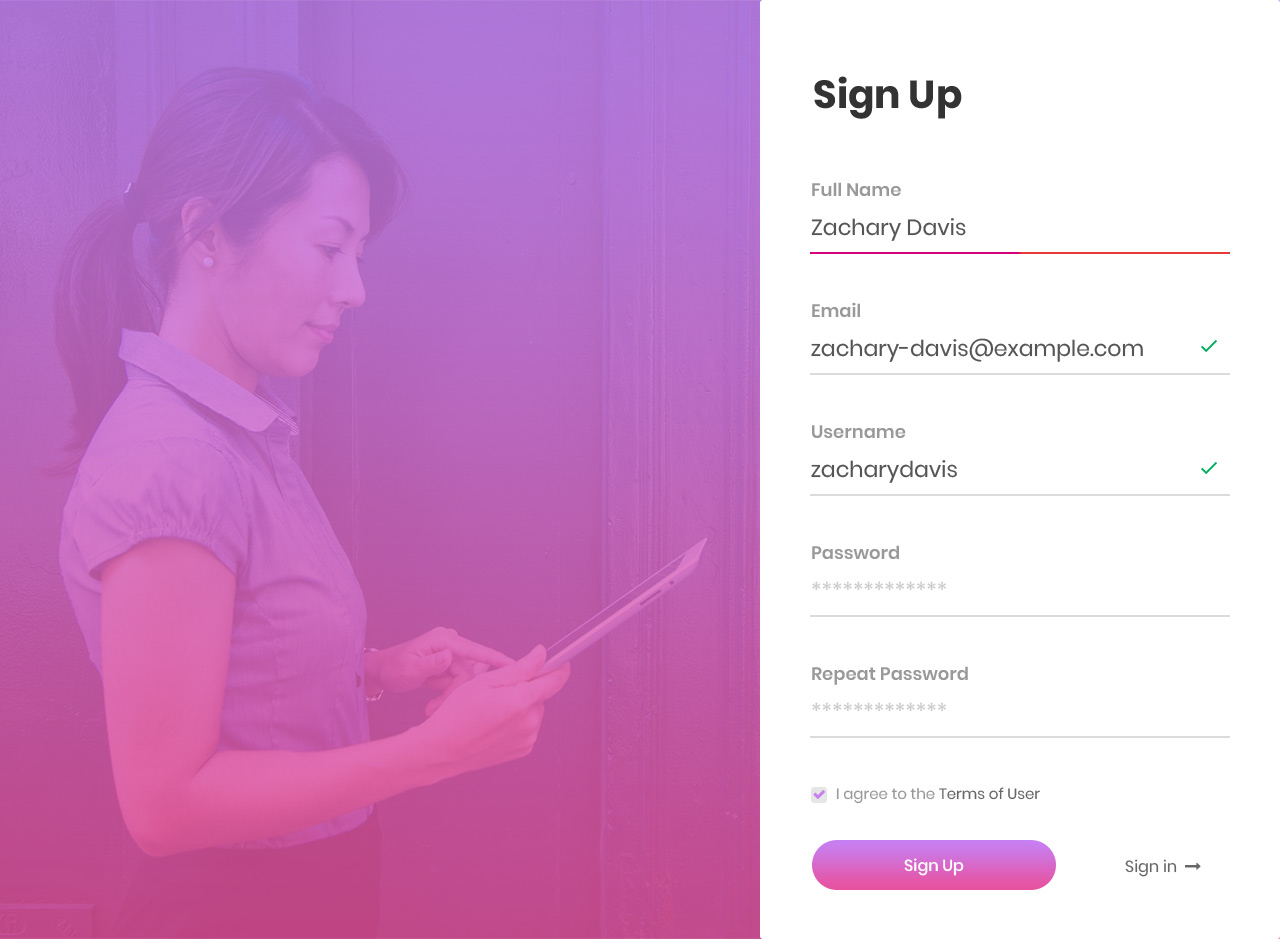 Sign Up
Full Name
Zachary Davis
Email
zachary-davis@example.com
Username
zacharydavis
Password
*************
Repeat Password
*************
I agree to the Terms of User
Sign Up
Sign in →